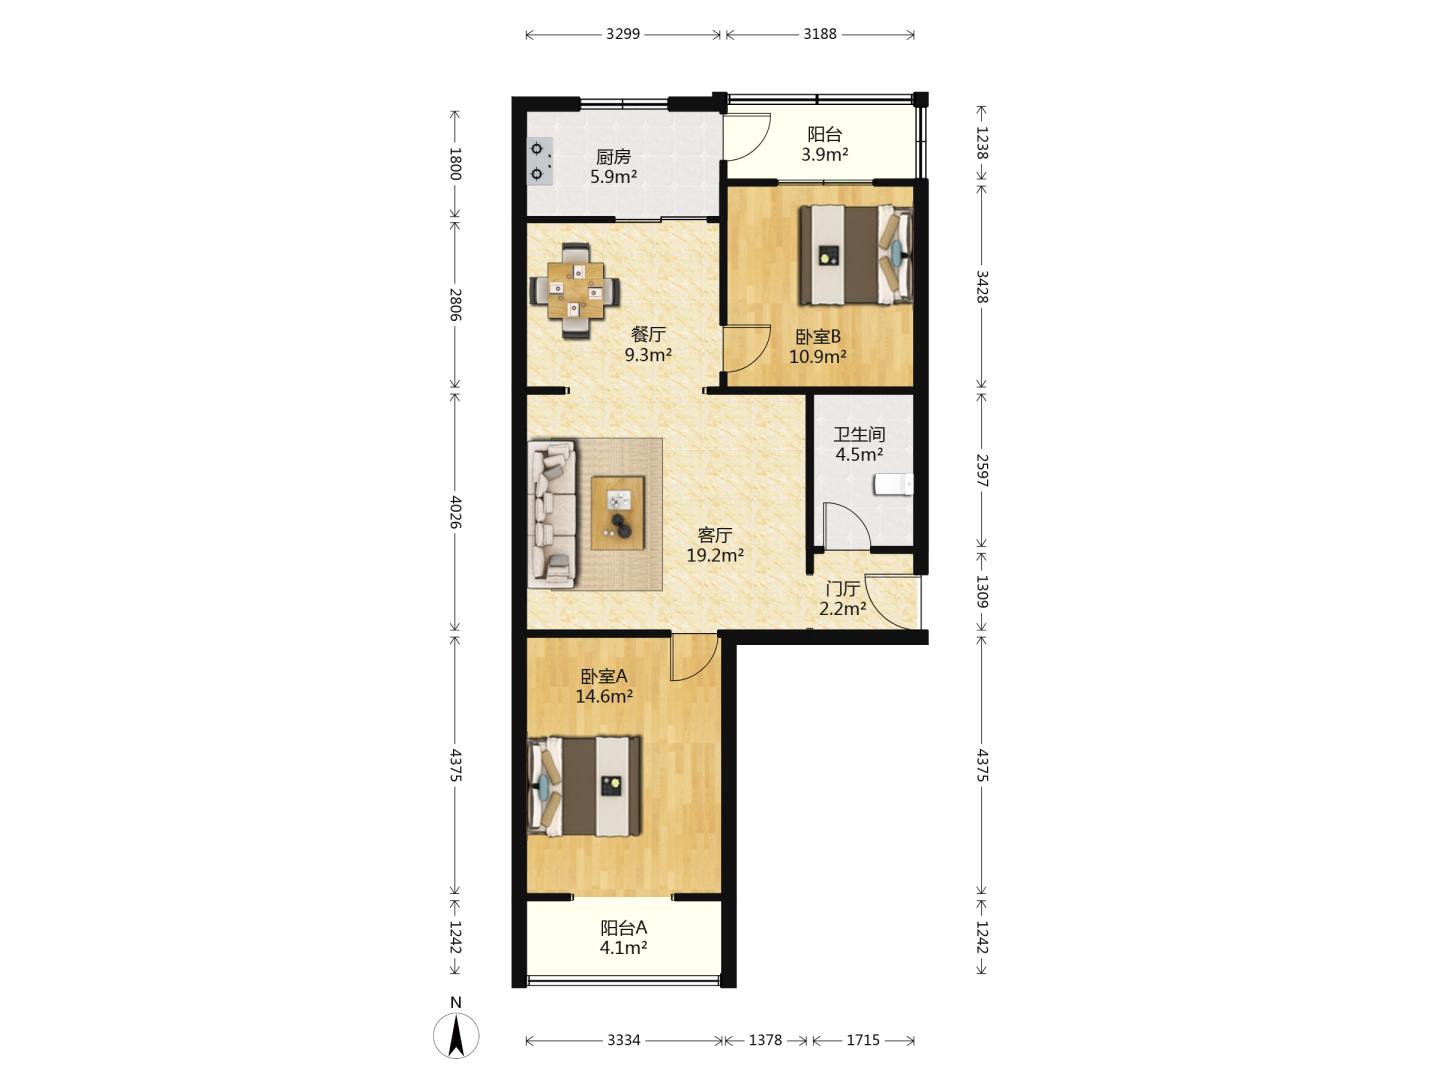 3299
3188
阳台
3.9m²
厨房
5.9m²
1800
1238
餐厅
9.3m²
卧室B
10.9m²
2806
3428
卫生间
4.5m²
4026
2597
客厅
19.2m²
门厅
2.2m²
1309
卧室A
14.6m²
4375
4375
阳台A
4.1m²
1242
1242
N
3334
1378
1715